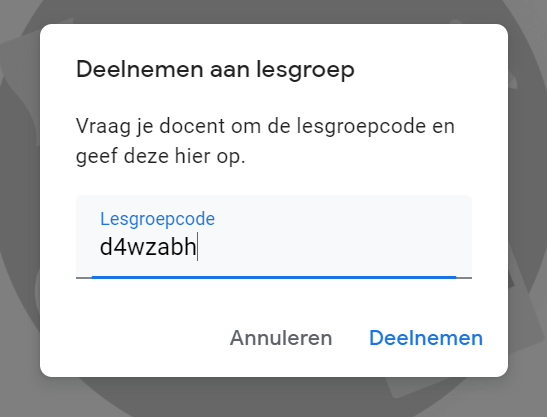 Deelnemen aan lesgroep
Vraag je docent om de lesgroepcode en
geef deze hier op.
Lesgroepcode
d4wzabh
Annuleren Deelnemen